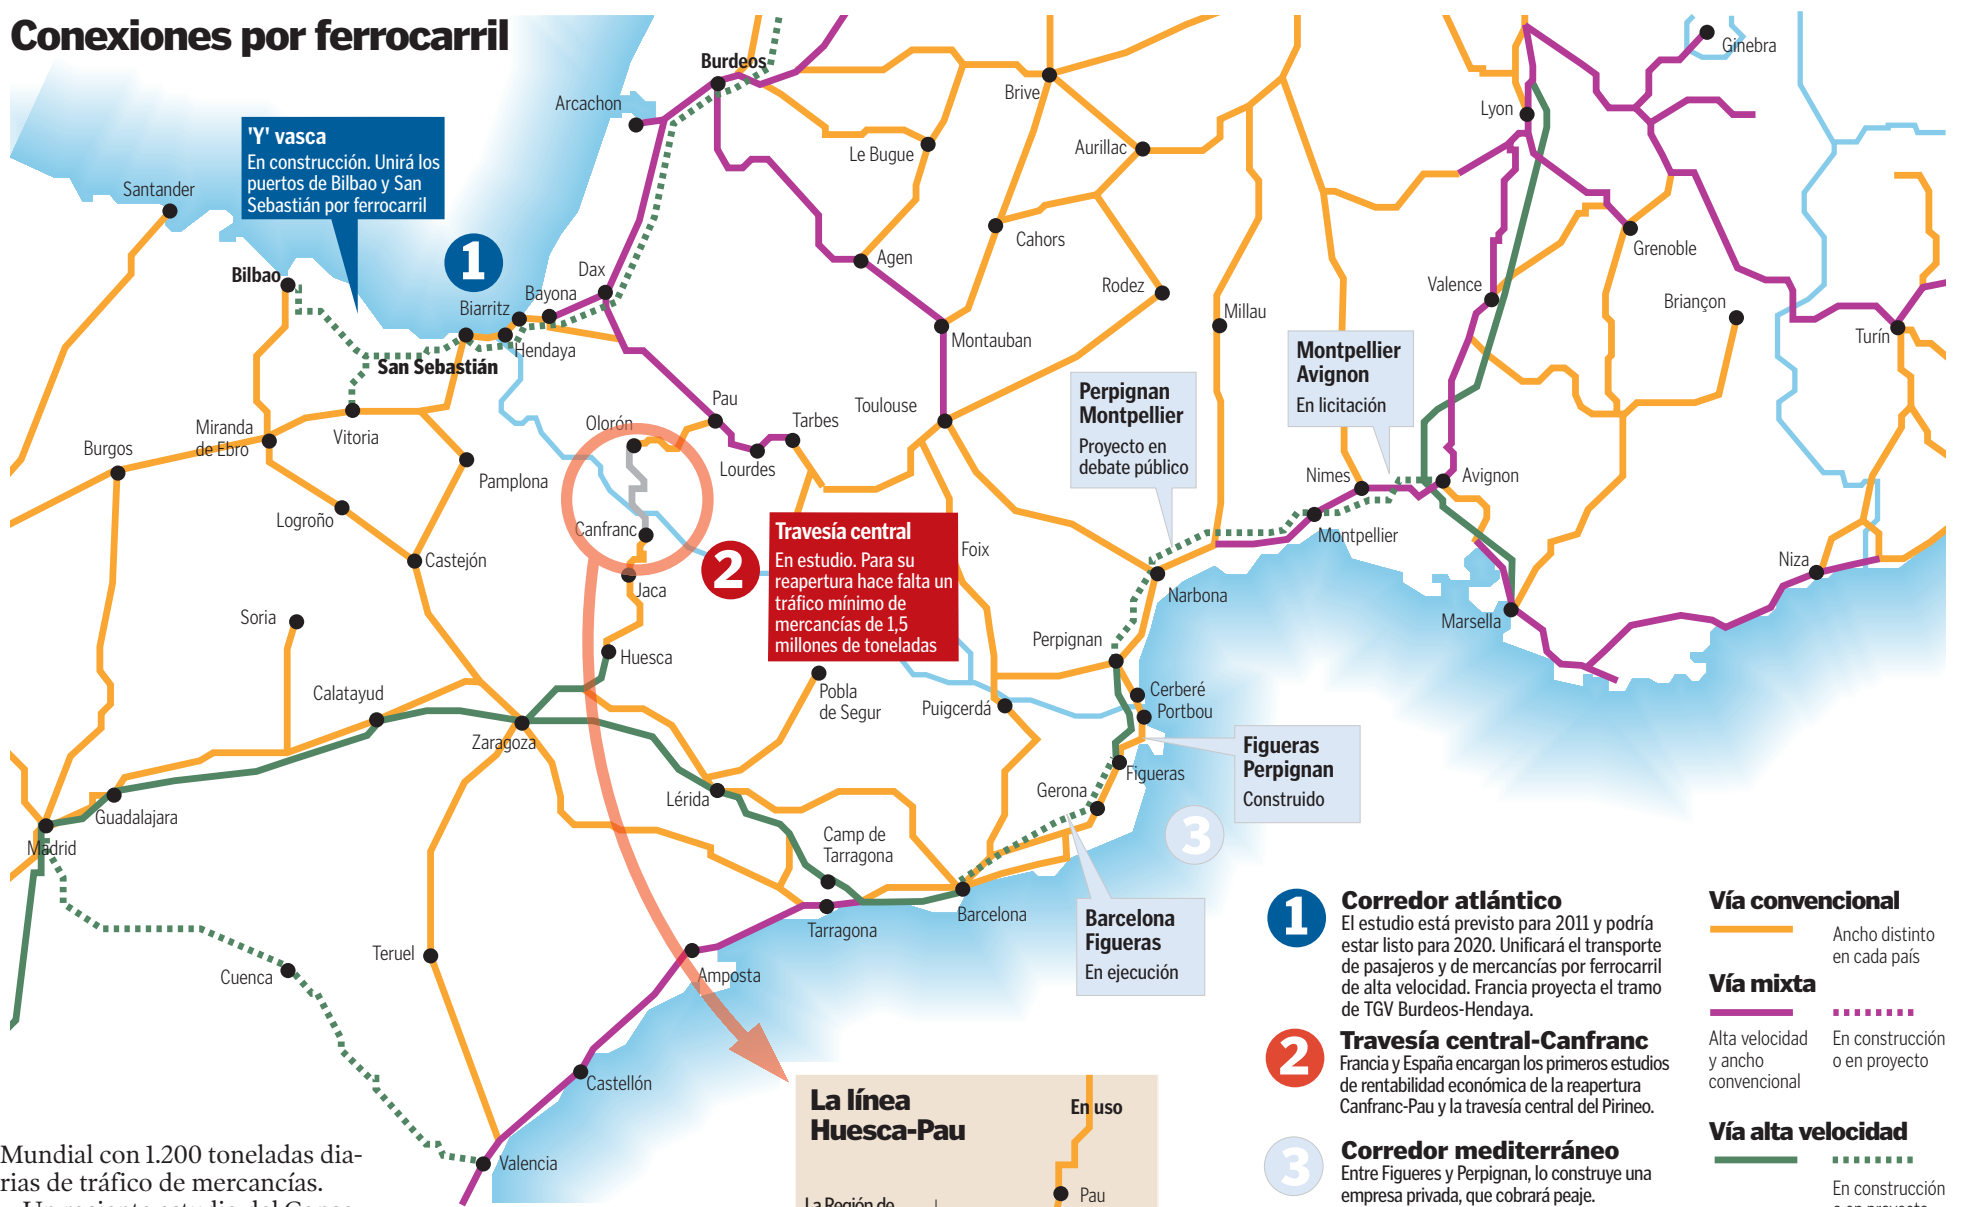 Conexiones por ferrocarril
Burdeos
Ginebra
Arcachon
Brive
Lyon
'Y' vasca
En construcción. Unirá los
puertos de Bilbao y San
Sebastián por ferrocarril
Le Bugue
Aurillac
Santander
1
Cahors
Grenoble
Bilbao
Dax
Agen
Biarritz
Bayona
Rodez
Millau
Valence
Briançon
Hendaya
Montauban
Turín
San Sebastián
Montpellier
Avignon
En licitación
Perpignan
Montpellier
Proyecto en
debate público
Pau
Tarbes
Toulouse
Olorón
Miranda
de Ebro
Vitoria
Burgos
Lourdes
Pamplona
Nimes
Avignon
Logroño
Canfranc
Montpellier
Castejón
2
Travesía central
En estudio. Para su
reapertura hace falta un
tráfico mínimo de
mercancías de 1,5
millones de toneladas
Foix
Niza
Jaca
Narbona
Soria
Marsella
Huesca
Perpignan
Calatayud
Pobla
de Segur
Puigcerdá
Cerberé
Portbou
Zaragoza
Figueras
Perpignan
Construido
Figueras
Lérida
Gerona
Guadalajara
Camp de
Tarragona
3
Madrid
Barcelona
Tarragona
Barcelona
Figueras
En ejecución
Teruel
Cuenca
Amposta
Castellón
Valencia
1
Corredor atlántico
El estudio está previsto para 2011 y podría
estar listo para 2020. Unificará el transporte
de pasajeros y de mercancías por ferrocarril
de alta velocidad. Francia proyecta el tramo
de TGV Burdeos-Hendaya.
2
Travesía central-Canfranc
Francia y España encargan los primeros estudios
de rentabilidad económica de la reapertura
Canfranc-Pau y la travesía central del Pirineo.
3
Corredor mediterráneo
Entre Figueres y Perpignan, lo construye una
empresa privada, que cobrará peaje.
Vía convencional
Ancho distinto
en cada país
Vía mixta
Alta velocidad
y ancho
convencional
En construcción
o en proyecto
Vía alta velocidad
En construcción
o en proyecto
La línea
Huesca-Pau
En uso
Pau
La Región de
Mundial con 1.200 toneladas dia-
rias de tráfico de mercancías.
Un reciente estudio del Conse-